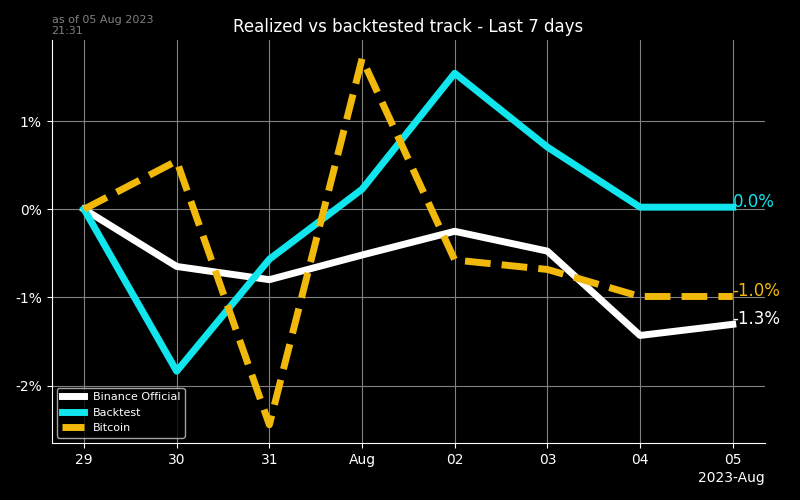 as of 05 Aug 2023
21:31
Realized vs backtested track - Last 7 days
1%
0%
-1%
-2%
0.0%
-1.0%
-1.3%
Binance Official
Backtest
Bitcoin
29 30 31 Aug 02 03 04 05
2023-Aug